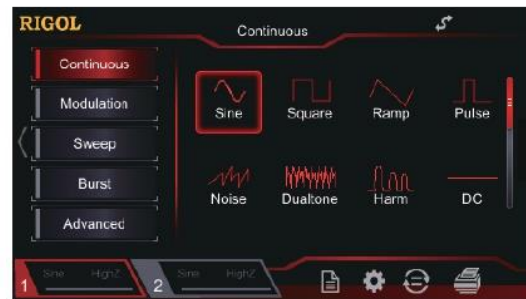 RIGOL
Continuous
Continuous
Modulation
Sweep
Burst
Advanced
Sine Square Ramp Pulse
Noise Dualtone Harm DC
1 Sine HighZ 2 Sine HighZ